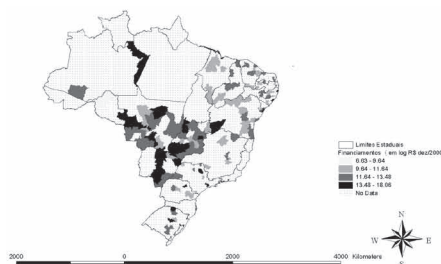 Limites Estaduais
Financiamentos (em log R$ dez/2000
6.63 - 9.64
9.64 - 11.64
11.64 - 13.48
13.48 - 18.06
No Data
N
W E
S
2000 0 2000 4000 Kilometers